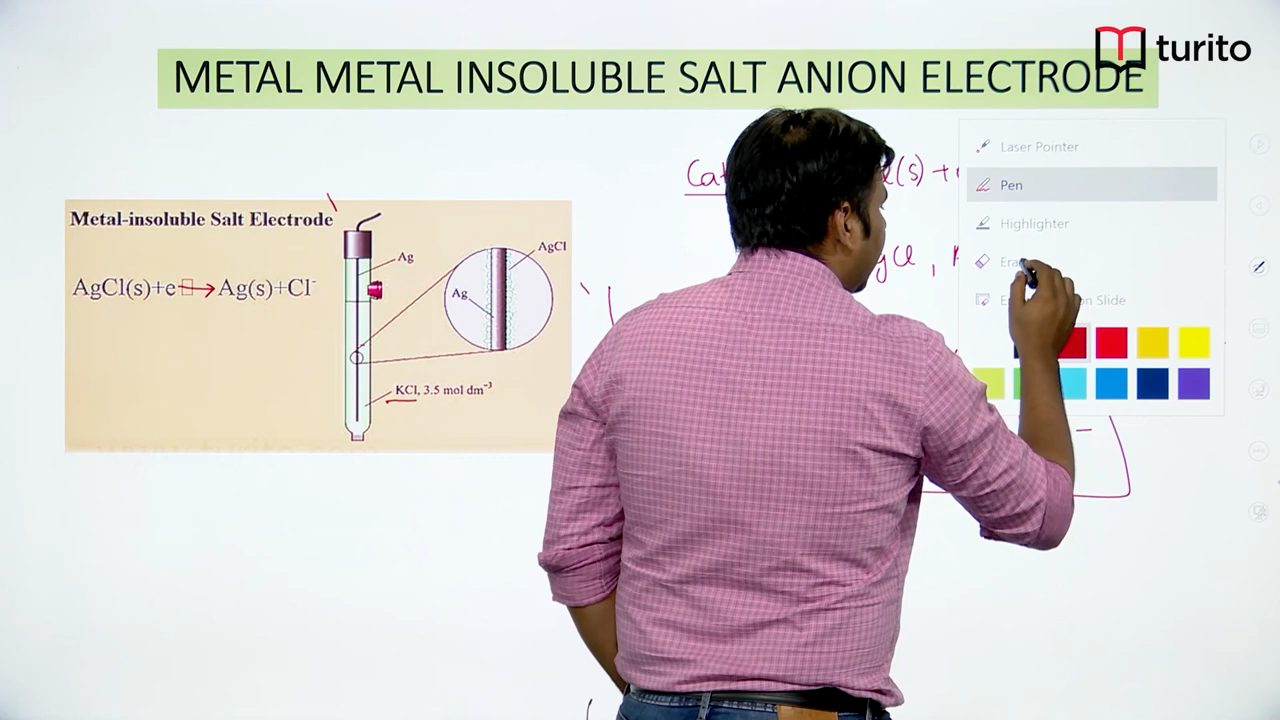 turito
METAL METAL INSOLUBLE SALT ANION ELECTRODE
Laser Pointer
Pen
Highlighter
Metal-insoluble Salt Electrode
AgCl(s)+e → Ag(s)+Cl⁻
Ag
AgCl
Ag
KCl, 3.5 mol dm⁻³
Slide